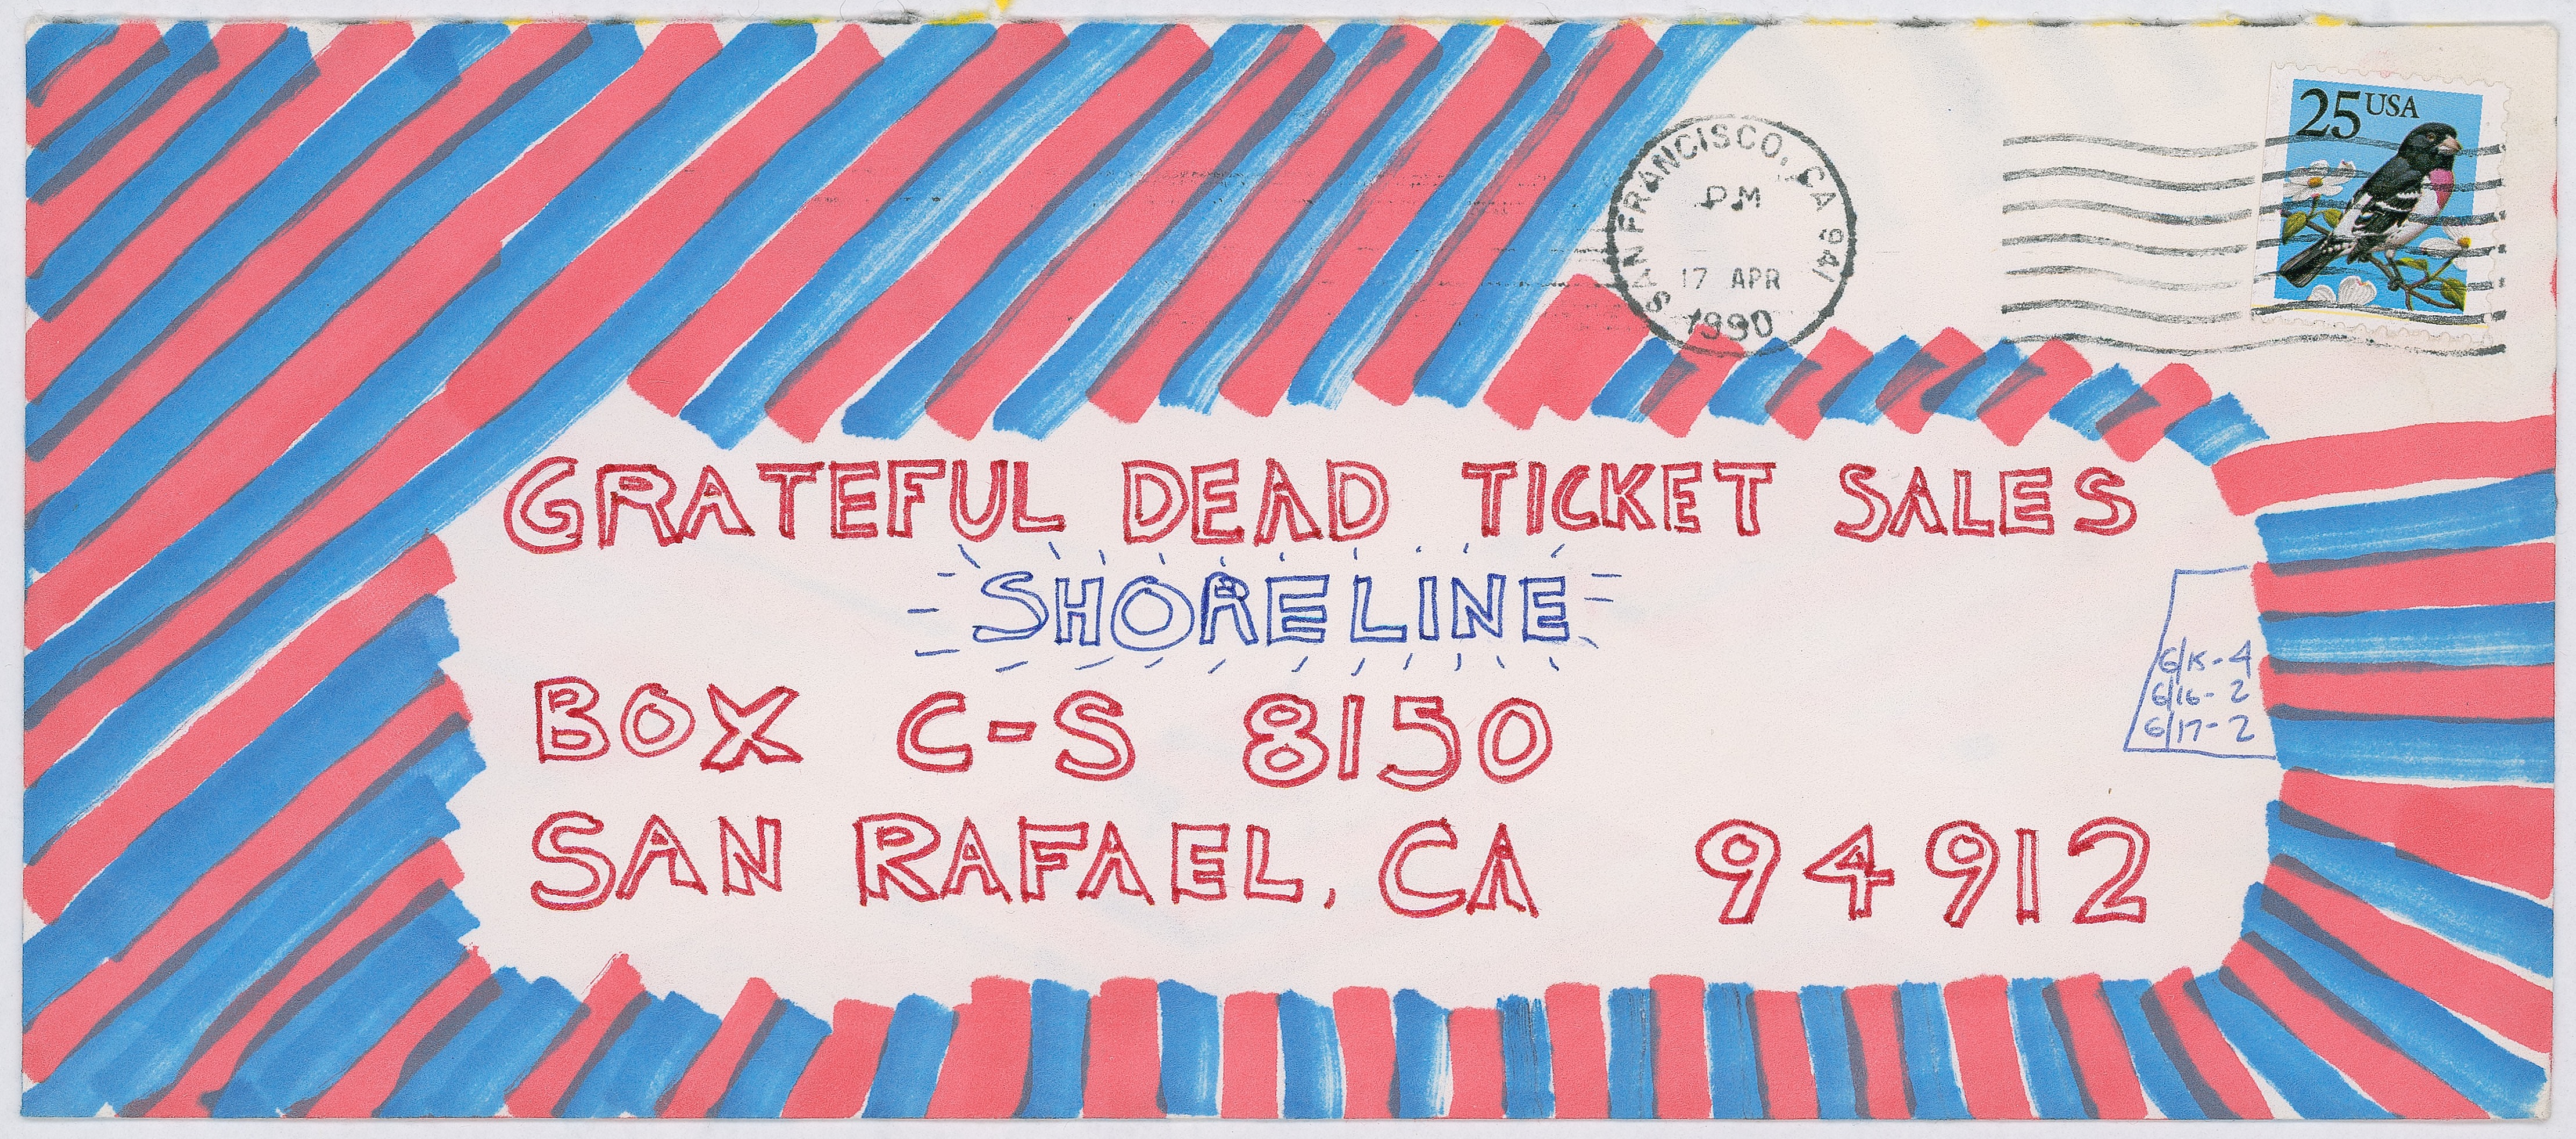 25 USA
SAN FRANCISCO, CA 941
PM
17 APR
1990
GRATEFUL DEAD TICKET SALES
SHORELINE
BOX C-S 8150
SAN RAFAEL, CA 94912
6/15-4
6/16-2
6/17-2